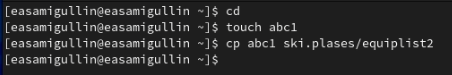 [easamigullin@easamigullin ~]$ cd
[easamigullin@easamigullin ~]$ touch abc1
[easamigullin@easamigullin ~]$ cp abc1 ski.plases/equiplist2
[easamigullin@easamigullin ~]$